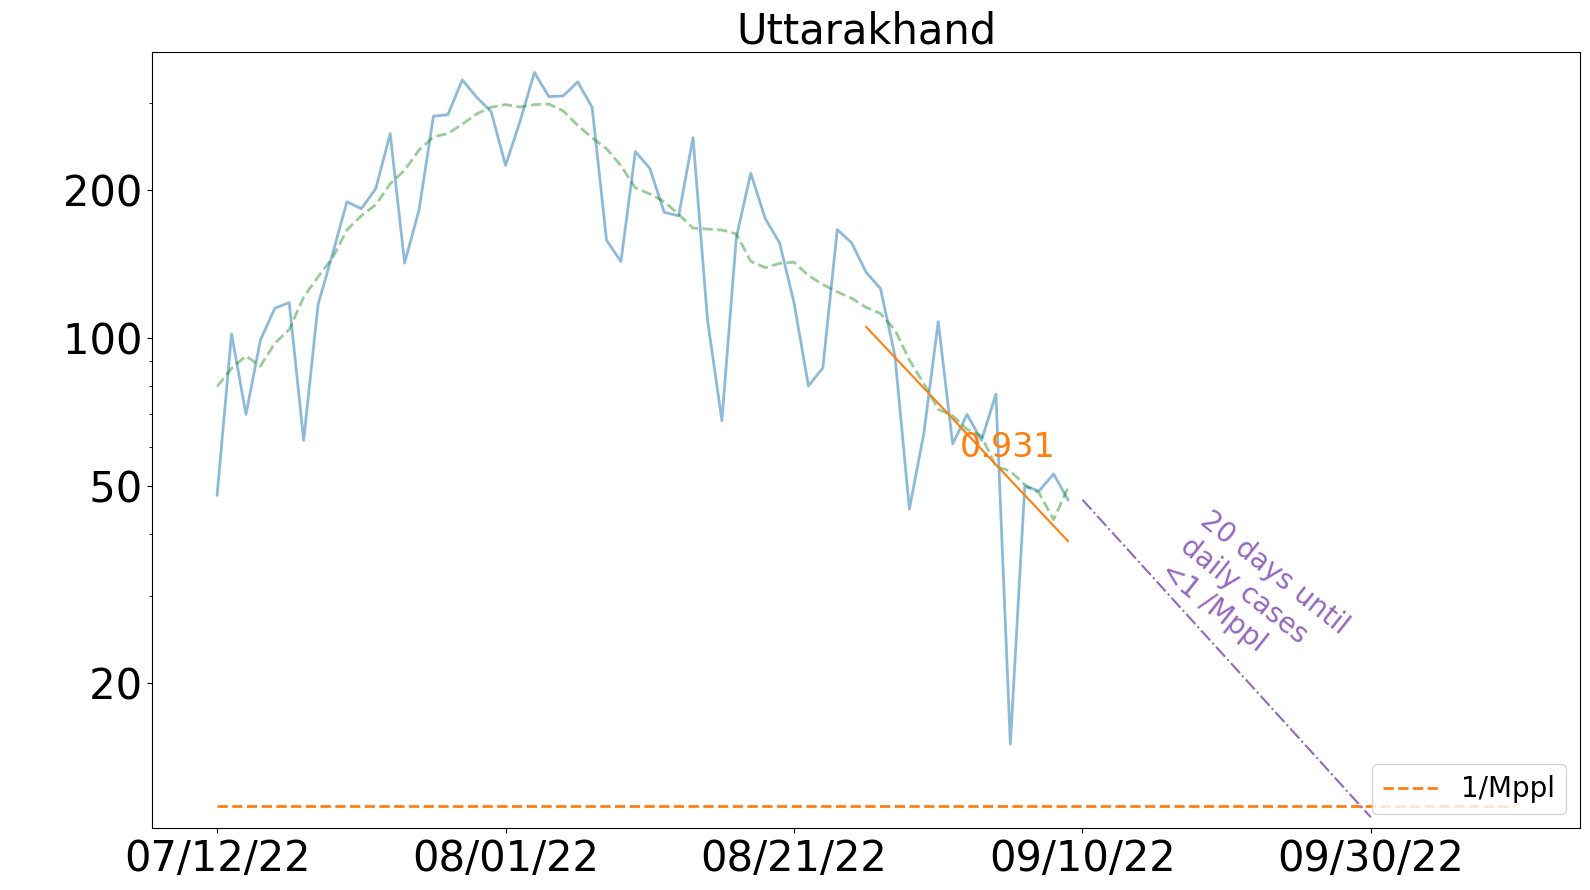 Uttarakhand
200
100
50
20
0.931
20 days until
daily cases
<1 /Mppl
1/Mppl
07/12/22
08/01/22
08/21/22
09/10/22
09/30/22